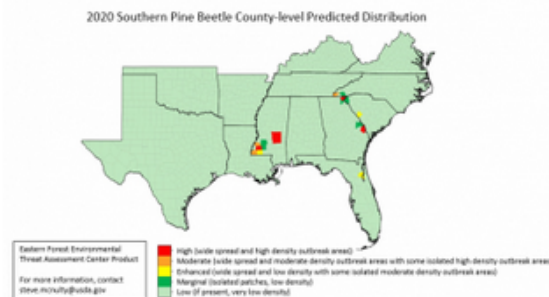 2020 Southern Pine Beetle County-level Predicted Distribution
Eastern Forest Environmental
Threat Assessment Center Product
For more information, contact
steve.mcnulty@usda.gov
High (wide spread and high density outbreak areas)
Moderate (wide spread and moderate density outbreak areas with some isolated high density outbreak areas
Enhanced (wide spread and low density with some isolated moderate density outbreak areas)
Marginal (isolated patches, low density)
Low (if present, very low density)